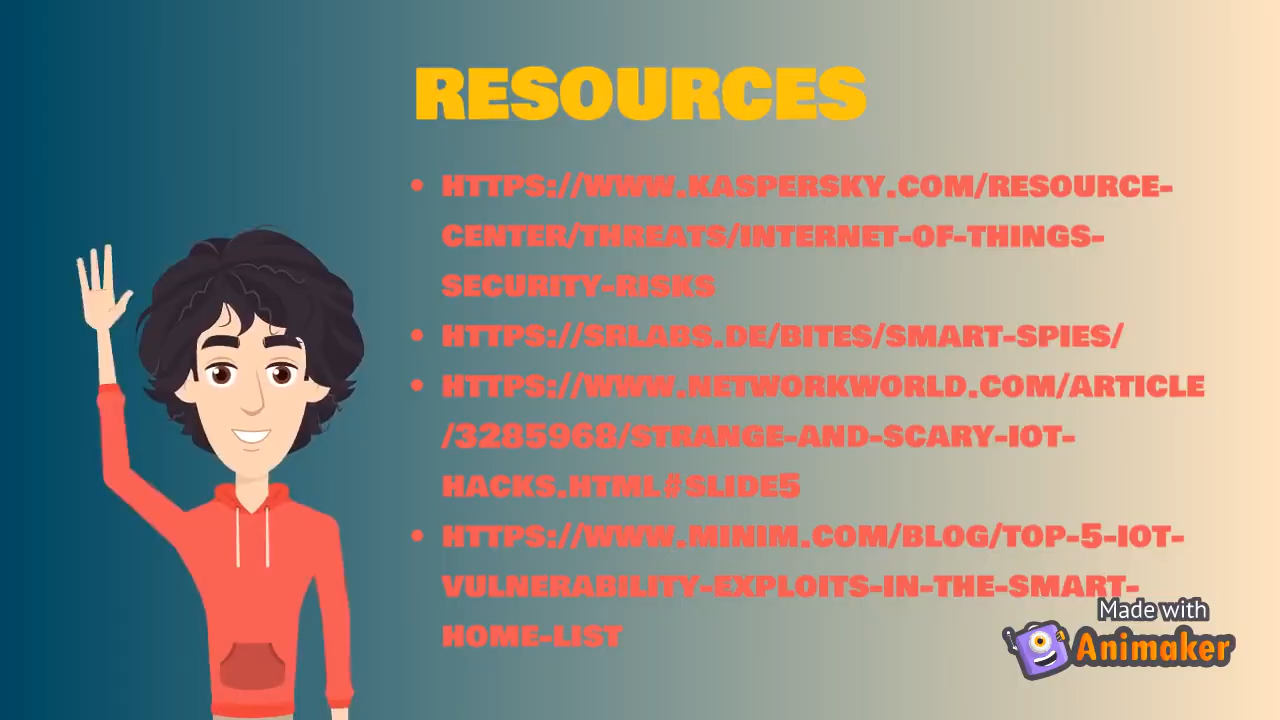 RESOURCES
• HTTPS://WWW.KASPERSKY.COM/RESOURCE-
CENTER/THREATS/INTERNET-OF-THINGS-
SECURITY-RISKS
• HTTPS://SRLABS.DE/BITES/SMART-SPIES/
• HTTPS://WWW.NETWORKWORLD.COM/ARTICLE
/3285968/STRANGE-AND-SCARY-IOT-
HACKS.HTML#SLIDE5
• HTTPS://WWW.MINIM.COM/BLOG/TOP-5-IOT-
VULNERABILITY-EXPLOITS-IN-THE-SMART-
HOME-LIST
Made with
Animaker